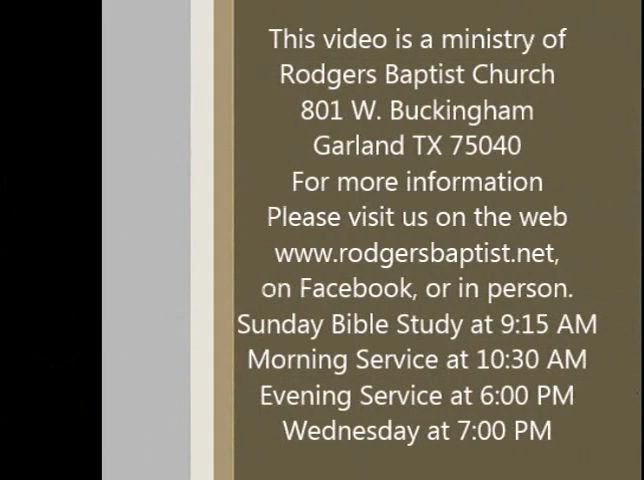 This video is a ministry of
Rodgers Baptist Church
801 W. Buckingham
Garland TX 75040
For more information
Please visit us on the web
www.rodgersbaptist.net,
on Facebook, or in person.
Sunday Bible Study at 9:15 AM
Morning Service at 10:30 AM
Evening Service at 6:00 PM
Wednesday at 7:00 PM